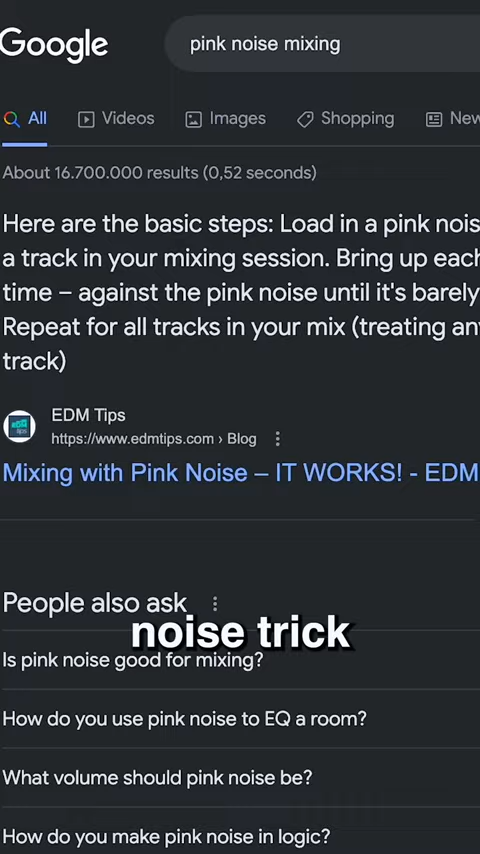 Google
pink noise mixing
All Videos Images Shopping New
About 16.700.000 results (0,52 seconds)
Here are the basic steps: Load in a pink nois
a track in your mixing session. Bring up each
time – against the pink noise until it's barely
Repeat for all tracks in your mix (treating an
track)
EDM Tips
https://www.edmtips.com › Blog
Mixing with Pink Noise – IT WORKS! - EDM
People also ask
noise trick
Is pink noise good for mixing?
How do you use pink noise to EQ a room?
What volume should pink noise be?
How do you make pink noise in logic?